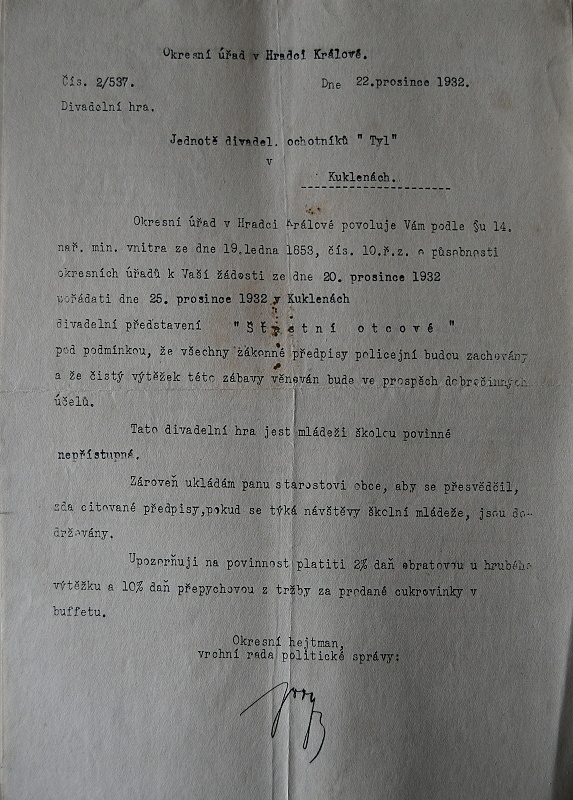 Okresní úřad v Hradci Králové.
Čís. 2/537. Dne 22.prosince 1932.
Divadelní hra.
Jednotě divadel. ochotníků " Tyl"
v
Kuklenách.
Okresní úřad v Hradci Králové povoluje Vám podle §u 14.
nař. min. vnitra ze dne 19.ledna 1853, čís. 10.ř.z. o působnosti
okresních úřadů k Vaší žádosti ze dne 20. prosince 1932
pořádati dne 25. prosince 1932 v Kuklenách
divadelní představení " Šťastní otcové "
pod podmínkou, že všechny zákonné předpisy policejní budou zachovány
a že čistý výtěžek této zábavy věnován bude ve prospěch dobročinných
účelů.
Tato divadelní hra jest mládeži školou povinné
nepřístupná.
Zároveň ukládám panu starostovi obce, aby se přesvědčil,
zda citované předpisy,pokud se týká návštěvy školní mládeže, jsou do-
držovány.
Upozorňuji na povinnost platiti 2% daň obratovou u hrubého
výtěžku a 10% daň přepychovou z tržby za prodané cukrovinky v
buffetu.
Okresní hejtman,
vrchní rada politické správy: